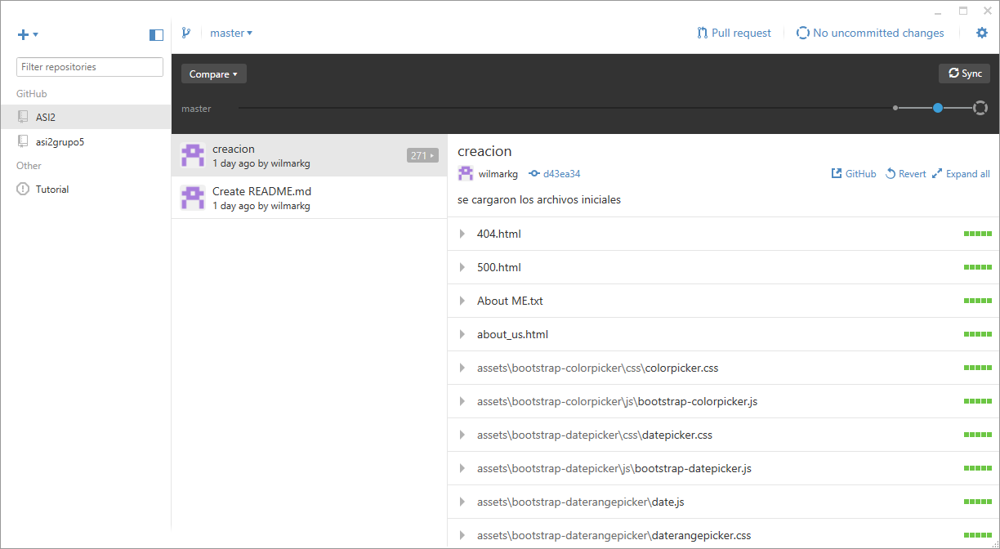 master
Pull request
No uncommitted changes
Filter repositories
GitHub
ASI2
asi2grupo5
Other
Tutorial
Compare
Sync
master
creacion
1 day ago by wilmarkg
271
Create README.md
1 day ago by wilmarkg
creacion
wilmarkg
d43ea34
GitHub
Revert
Expand all
se cargaron los archivos iniciales
404.html
500.html
About ME.txt
about_us.html
assets\bootstrap-colorpicker\css\colorpicker.css
assets\bootstrap-colorpicker\js\bootstrap-colorpicker.js
assets\bootstrap-datepicker\css\datepicker.css
assets\bootstrap-datepicker\js\bootstrap-datepicker.js
assets\bootstrap-daterangepicker\date.js
assets\bootstrap-daterangepicker\daterangepicker.css